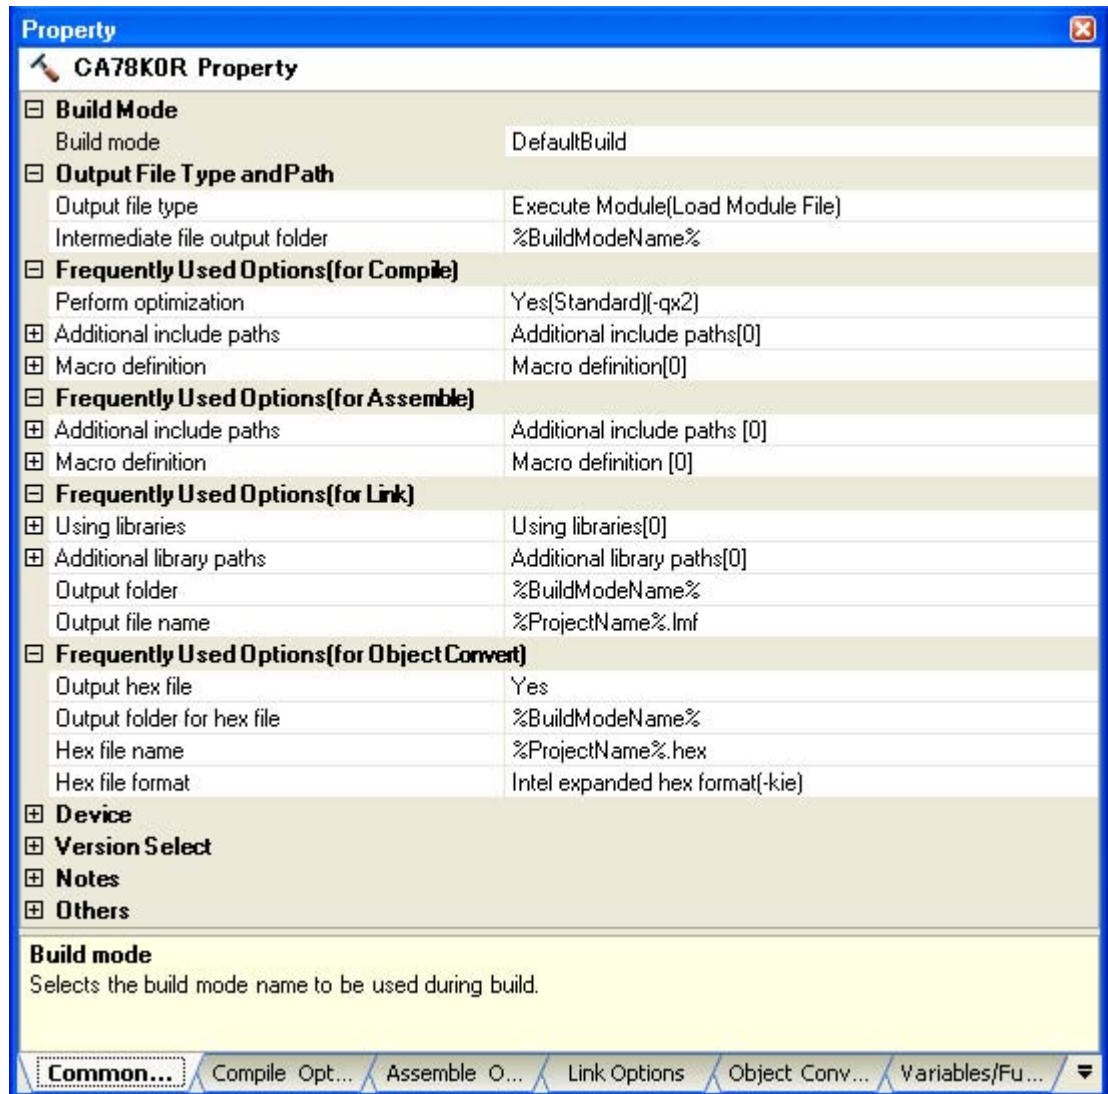 Property
CA78K0R Property
Build Mode
Build mode DefaultBuild
Output File Type and Path
Output file type Execute Module(Load Module File)
Intermediate file output folder %BuildModeName%
Frequently Used Options(for Compile)
Perform optimization Yes(Standard)(-qx2)
Additional include paths Additional include paths[0]
Macro definition Macro definition[0]
Frequently Used Options(for Assemble)
Additional include paths Additional include paths [0]
Macro definition Macro definition [0]
Frequently Used Options(for Link)
Using libraries Using libraries[0]
Additional library paths Additional library paths[0]
Output folder %BuildModeName%
Output file name %ProjectName%.lmf
Frequently Used Options(for Object Convert)
Output hex file Yes
Output folder for hex file %BuildModeName%
Hex file name %ProjectName%.hex
Hex file format Intel expanded hex format(-kie)
Device
Version Select
Notes
Others
Build mode
Selects the build mode name to be used during build.
Common... Compile Opt... Assemble O... Link Options Object Conv... Variables/Fu...